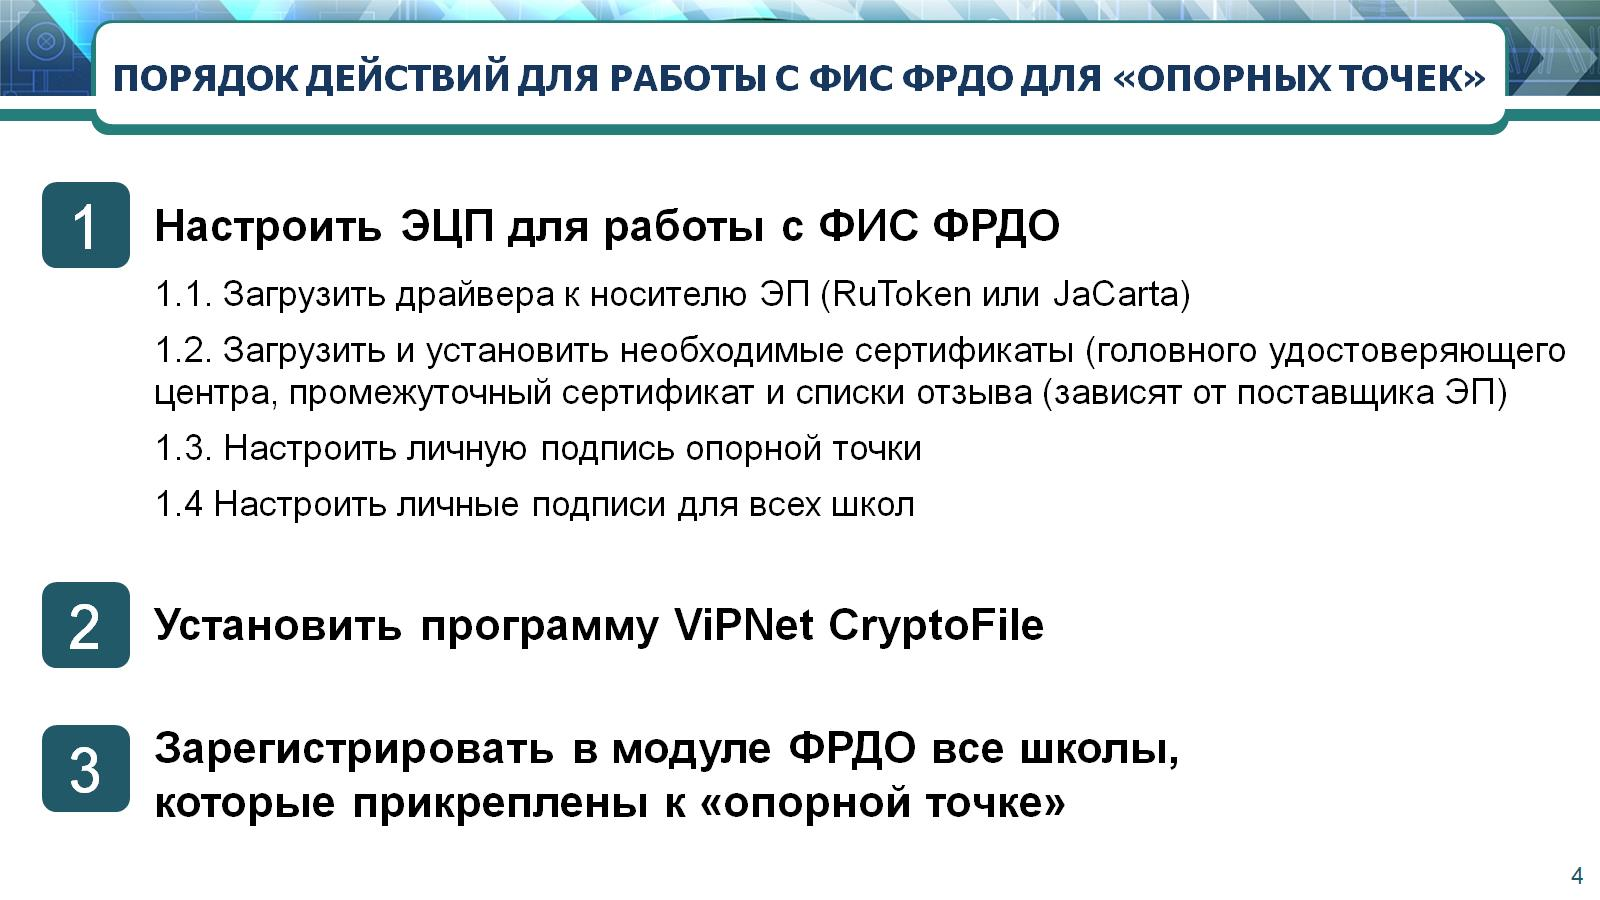 ПОРЯДОК ДЕЙСТВИЙ ДЛЯ РАБОТЫ С ФИС ФРДО ДЛЯ «ОПОРНЫХ ТОЧЕК»
1
Настроить ЭЦП для работы с ФИС ФРДО
1.1. Загрузить драйвера к носителю ЭП (RuToken или JaCarta)
1.2. Загрузить и установить необходимые сертификаты (головного удостоверяющего
центра, промежуточный сертификат и списки отзыва (зависят от поставщика ЭП)
1.3. Настроить личную подпись опорной точки
1.4 Настроить личные подписи для всех школ
2
Установить программу ViPNet CryptoFile
3
Зарегистрировать в модуле ФРДО все школы,
которые прикреплены к «опорной точке»
4